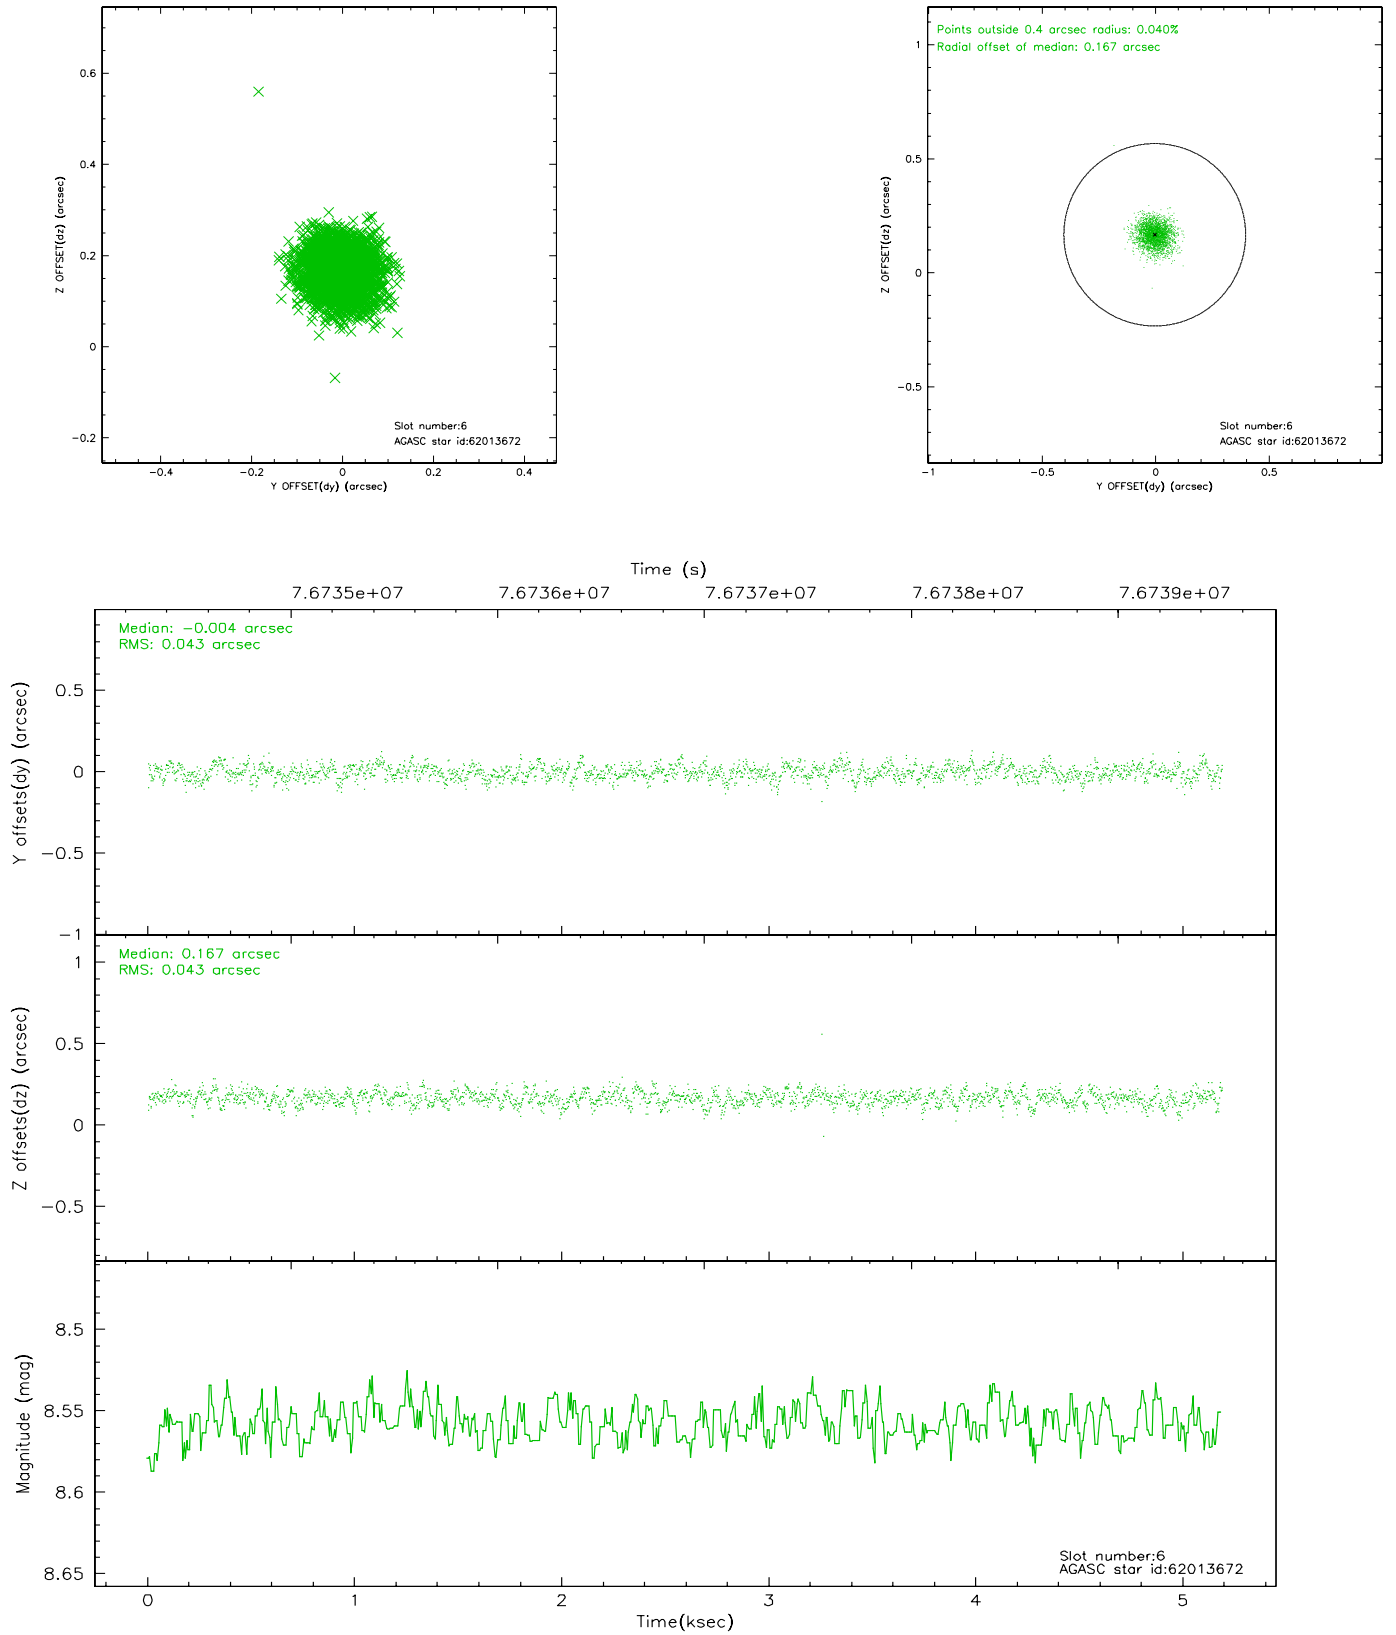 0.6
0.4
0.2
0
−0.2
Z OFFSET(dz) (arcsec)
−0.4
−0.2
0
0.2
0.4
Y OFFSET(dy) (arcsec)
Slot number:6
AGASC star id:62013672
Points outside 0.4 arcsec radius: 0.040%
Radial offset of median: 0.167 arcsec
1
0.5
0
−0.5
Z OFFSET(dz) (arcsec)
−1
−0.5
0
0.5
Y OFFSET(dy) (arcsec)
Slot number:6
AGASC star id:62013672
Time (s)
7.6735e+07
7.6736e+07
7.6737e+07
7.6738e+07
7.6739e+07
Median: −0.004 arcsec
RMS: 0.043 arcsec
0.5
0
−0.5
−1
Y offsets(dy) (arcsec)
Median: 0.167 arcsec
RMS: 0.043 arcsec
1
0.5
0
−0.5
Z offsets(dz) (arcsec)
8.5
8.55
8.6
8.65
Magnitude (mag)
Slot number:6
AGASC star id:62013672
0
1
2
3
4
5
Time(ksec)